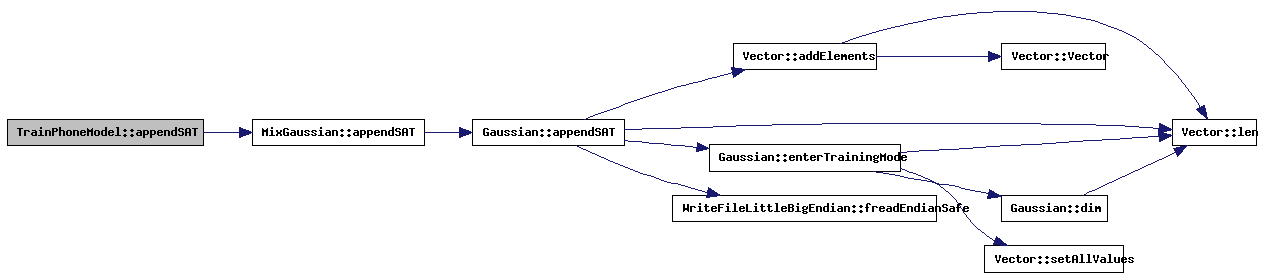 TrainPhoneModel::appendSAT
MixGaussian::appendSAT
Gaussian::appendSAT
Vector::addElements
Vector::Vector
Vector::len
Gaussian::enterTrainingMode
WriteFileLittleBigEndian::freadEndianSafe
Gaussian::dim
Vector::setAllValues